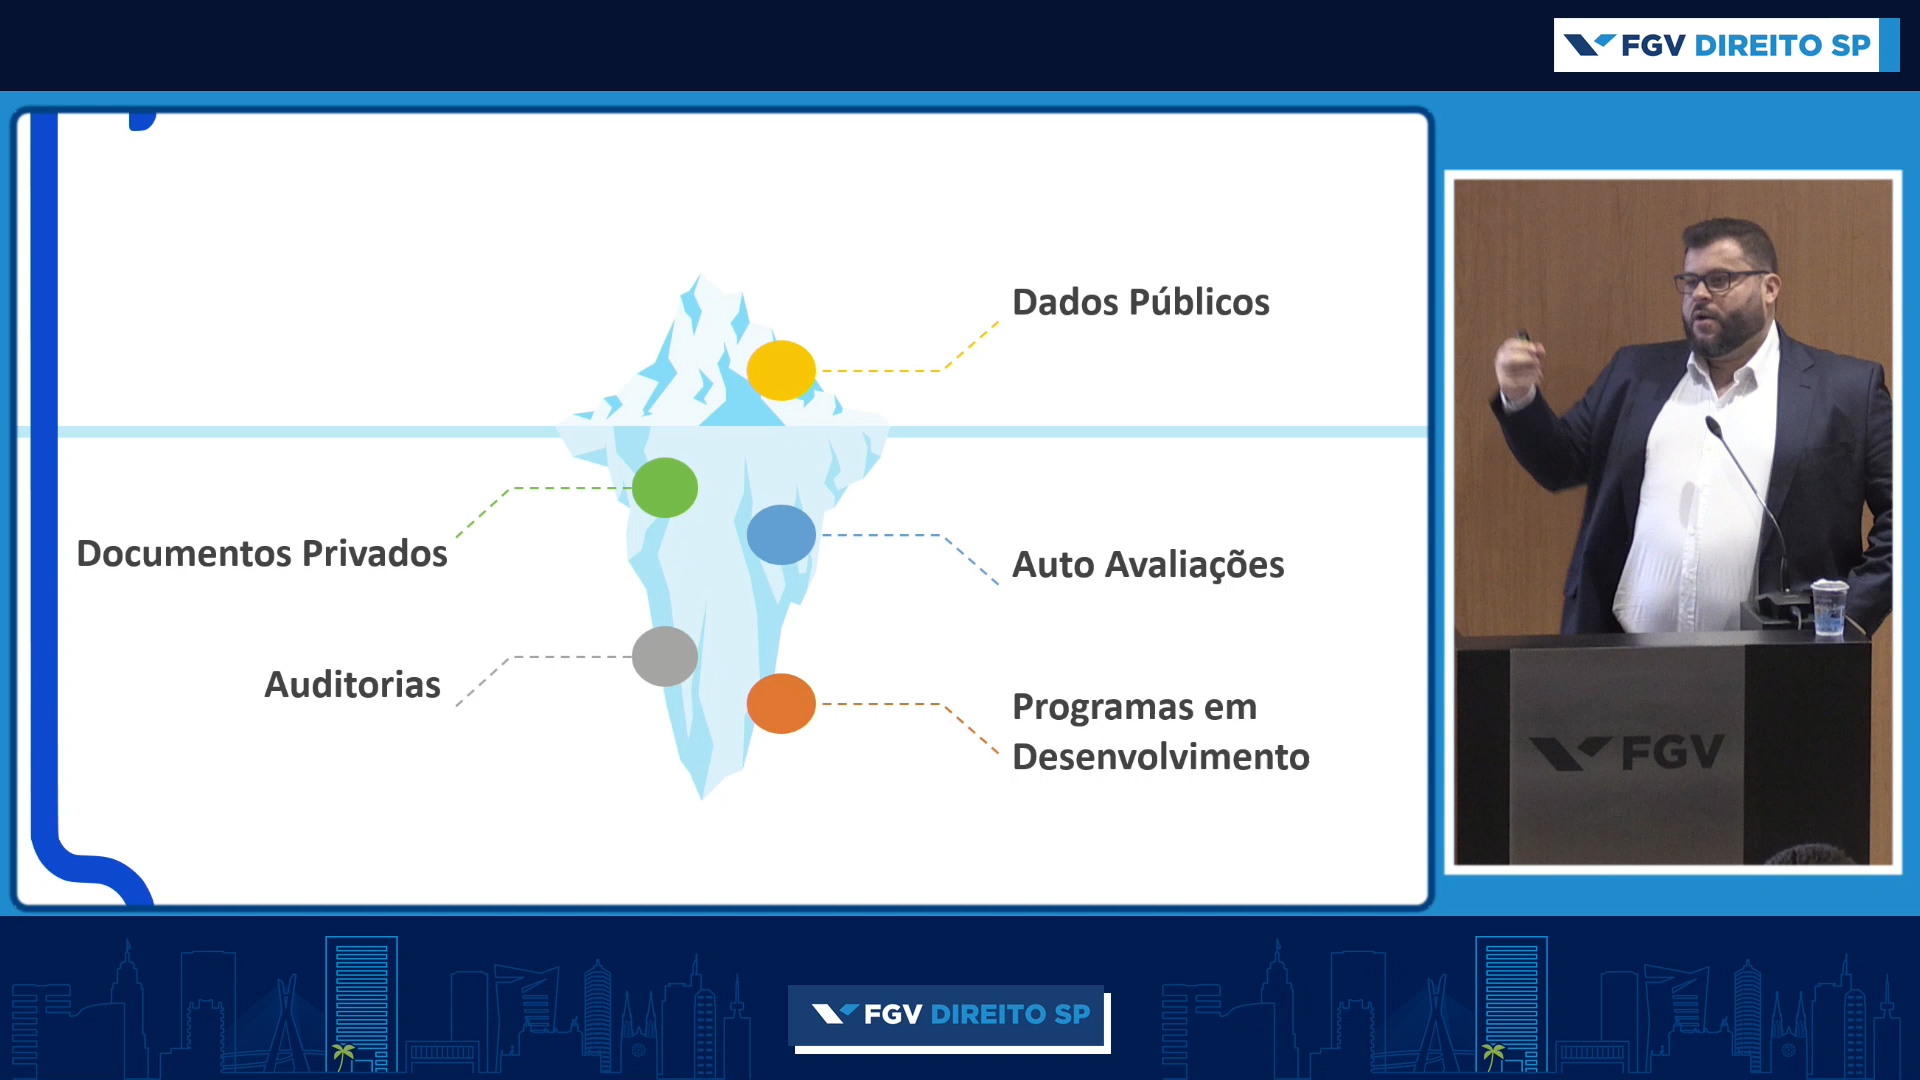 FGV DIREITO SP
Dados Públicos
Documentos Privados
Auto Avaliações
Auditorias
Programas em
Desenvolvimento
FGV
FGV DIREITO SP